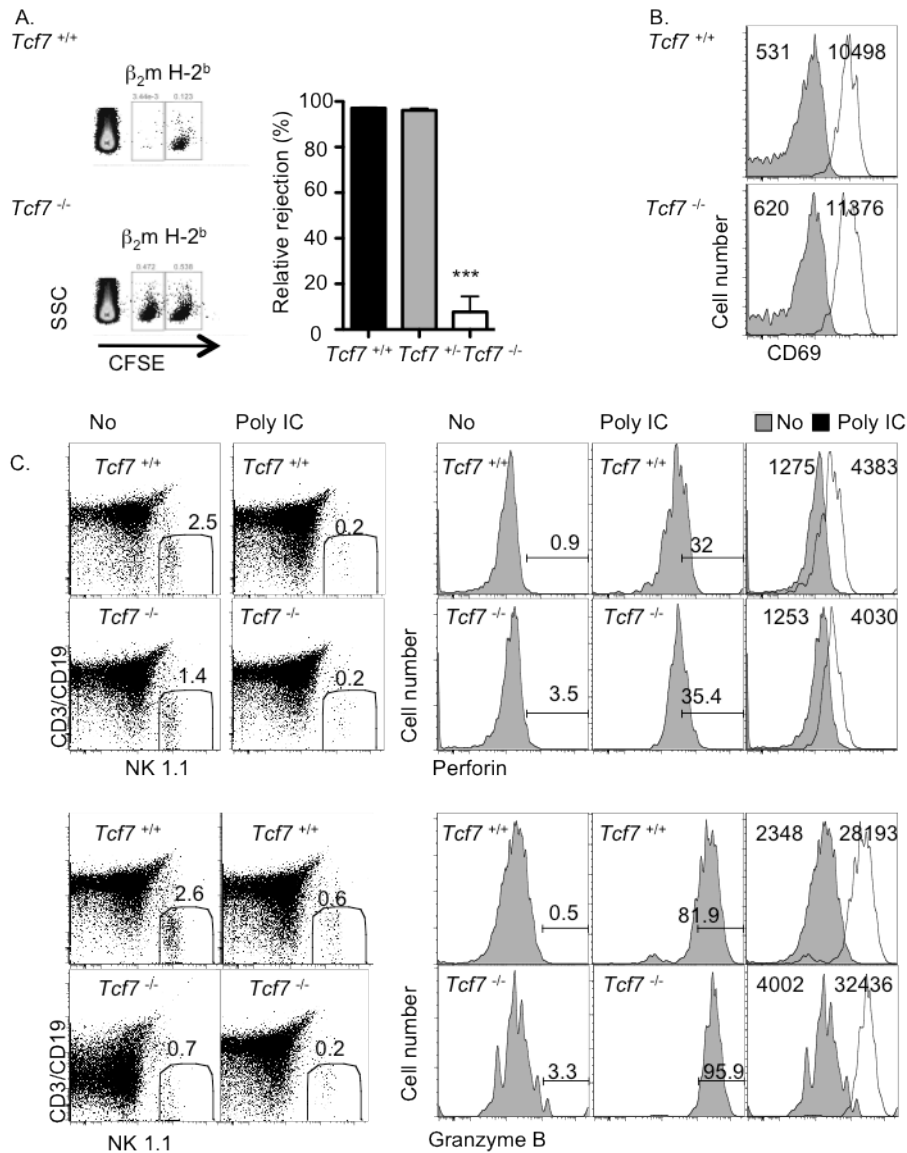 A.
Tcf7 +/+
β2m H-2b
3.44e-3 0.123
Tcf7 -/-
β2m H-2b
0.472 0.538
SSC
CFSE
Relative rejection (%)
100
80
60
40
20
0
***
Tcf7 +/+ Tcf7 +/- Tcf7 -/-
B.
Tcf7 +/+
531 10498
Tcf7 -/-
620 11376
Cell number
CD69
C.
No Poly IC
Tcf7 +/+ Tcf7 +/+
2.5 0.2
Tcf7 -/- Tcf7 -/-
1.4 0.2
CD3/CD19
NK 1.1
No Poly IC No Poly IC
Tcf7 +/+ Tcf7 +/+ 1275 4383
0.9 32
Tcf7 -/- Tcf7 -/- 1253 4030
3.5 35.4
Cell number
Perforin
Tcf7 +/+ Tcf7 +/+
2.6 0.6
Tcf7 -/- Tcf7 -/-
0.7 0.2
CD3/CD19
NK 1.1
Tcf7 +/+ Tcf7 +/+ 2348 28193
0.5 81.9
Tcf7 -/- Tcf7 -/- 4002 32436
3.3 95.9
Cell number
Granzyme B